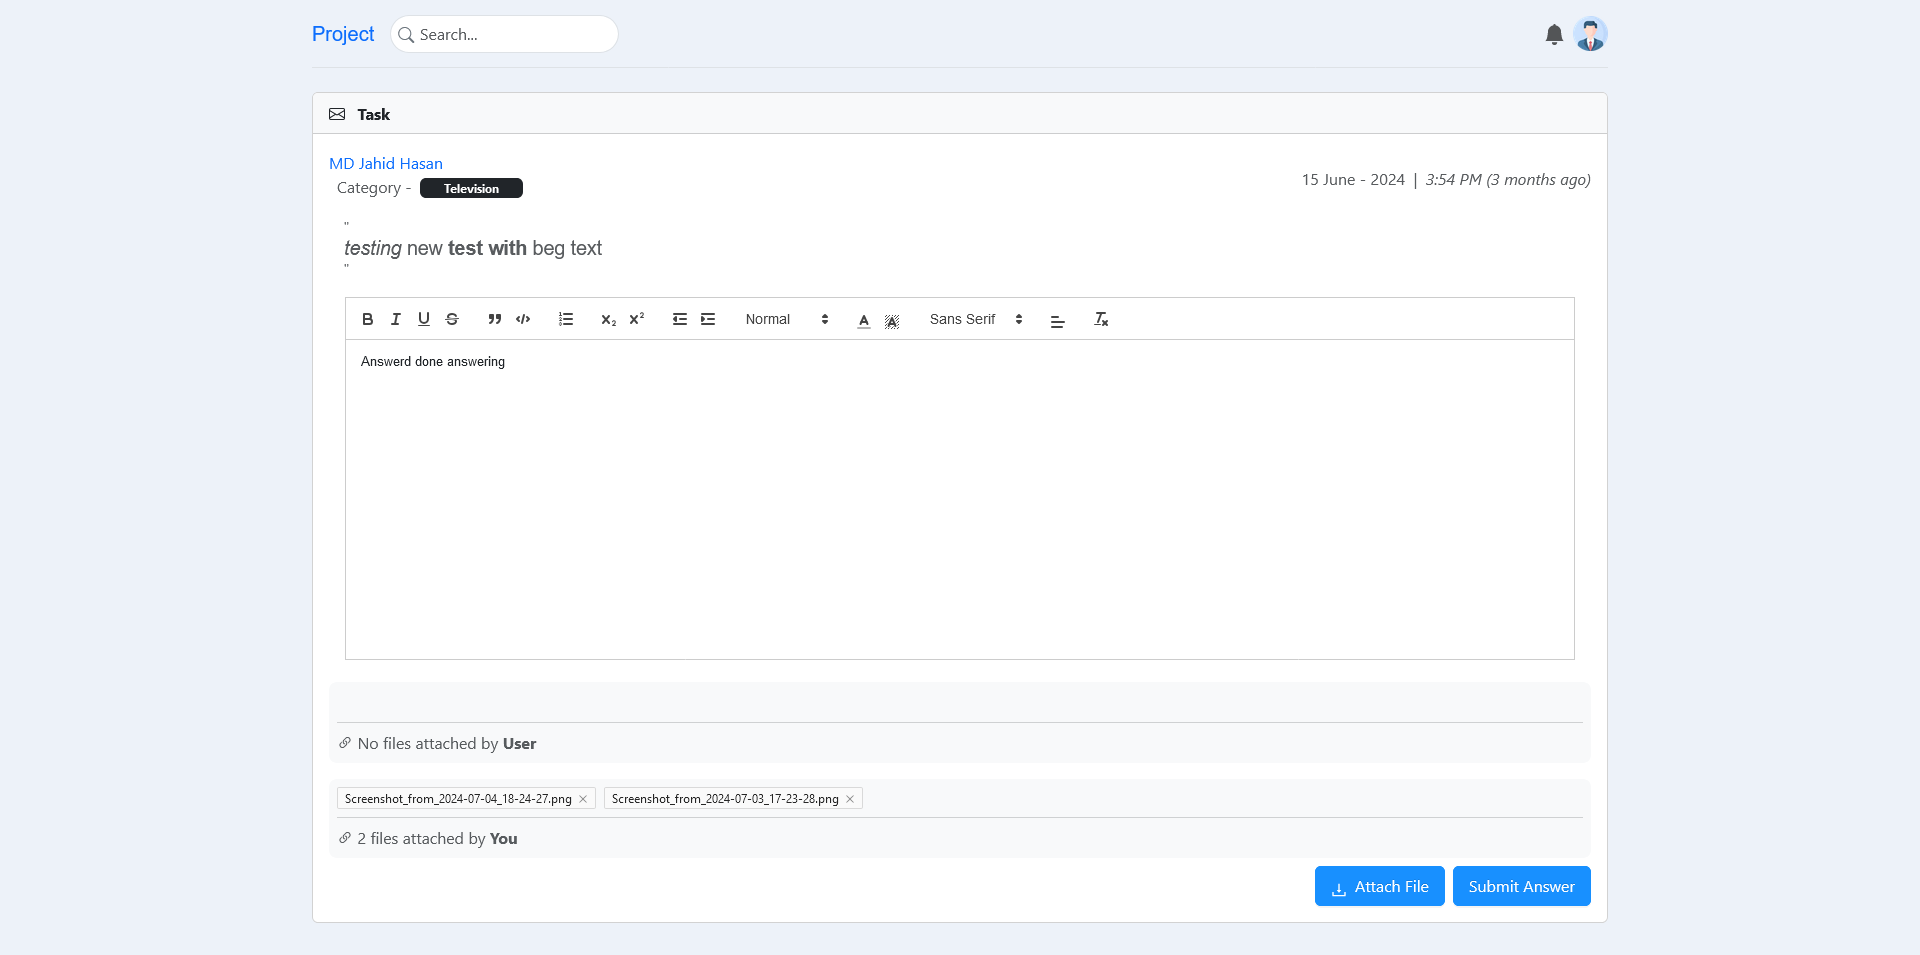 Project Search...
Task
MD Jahid Hasan
Category - Television
15 June - 2024 | 3:54 PM (3 months ago)
"
testing new test with beg text
"
Normal Sans Serif
Answerd done answering
No files attached by User
Screenshot_from_2024-07-04_18-24-27.png Screenshot_from_2024-07-03_17-23-28.png
2 files attached by You
Attach File Submit Answer